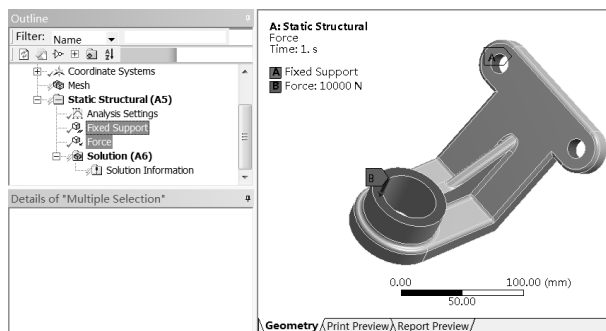 Outline
Filter: Name
Coordinate Systems
Mesh
Static Structural (A5)
Analysis Settings
Fixed Support
Force
Solution (A6)
Solution Information
Details of "Multiple Selection"
A: Static Structural
Force
Time: 1. s
A Fixed Support
B Force: 10000 N
A
B
0.00 100.00 (mm)
50.00
Geometry Print Preview Report Preview